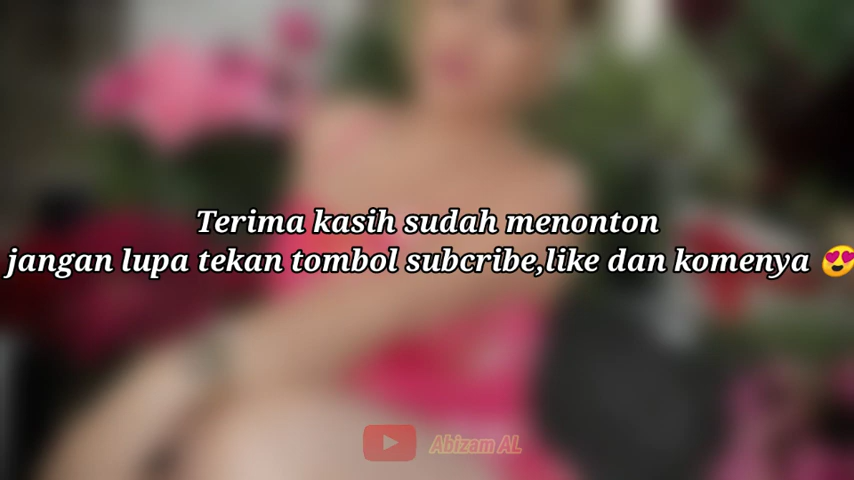 Terima kasih sudah menonton
jangan lupa tekan tombol subcribe,like dan komenya 😍
Abizam AL